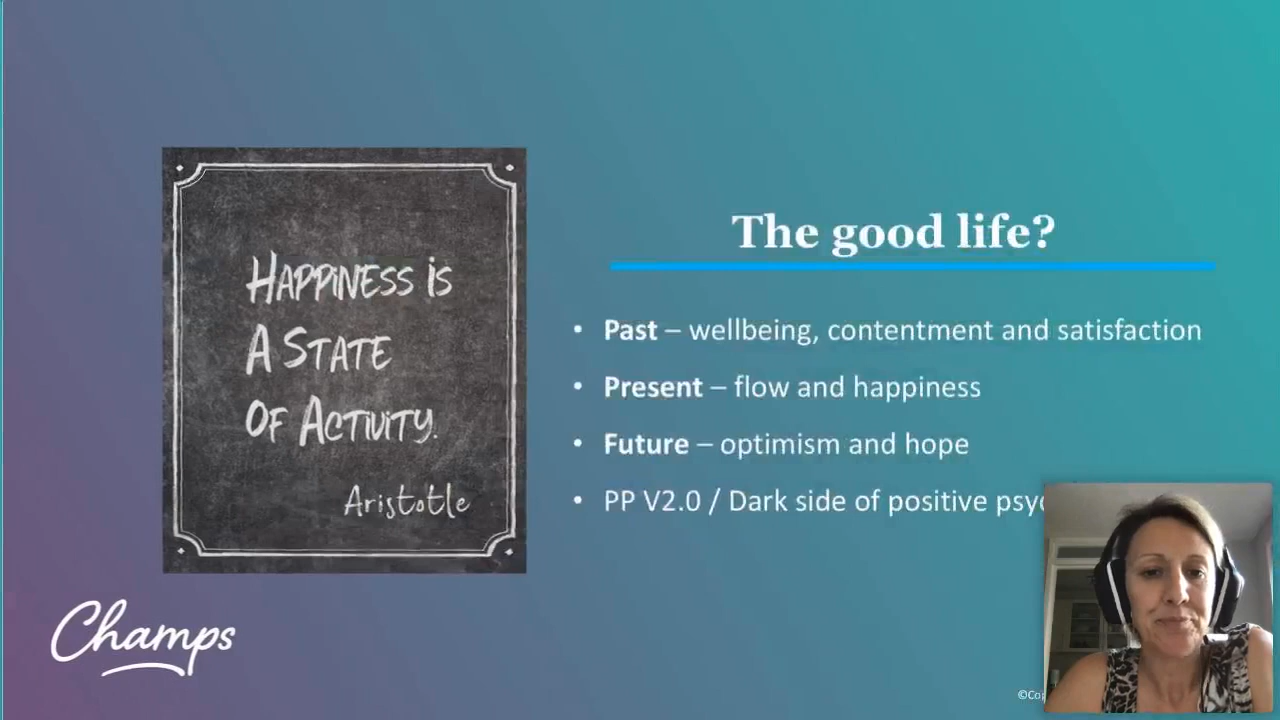 HAPPINESS IS
A STATE
OF ACTIVITY.
Aristotle
The good life?
• Past – wellbeing, contentment and satisfaction
• Present – flow and happiness
• Future – optimism and hope
• PP V2.0 / Dark side of positive
Champs